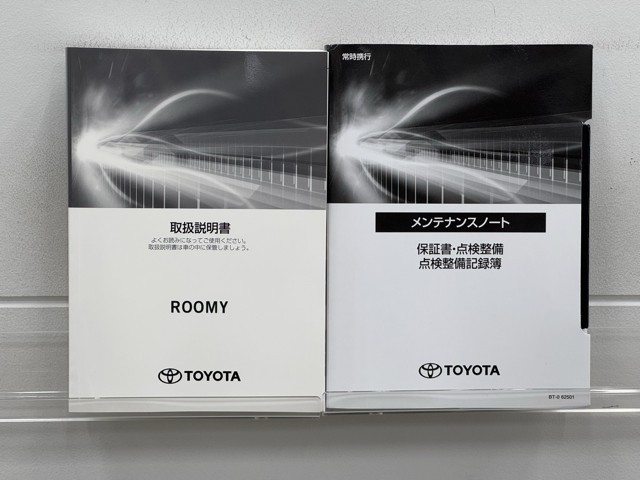 取扱説明書
よくお読みになってご使用ください。
取扱説明書は車の中に保管しましょう。
ROOMY
TOYOTA
常時携行
メンテナンスノート
保証書・点検整備
点検整備記録簿
TOYOTA
BT-0 92501